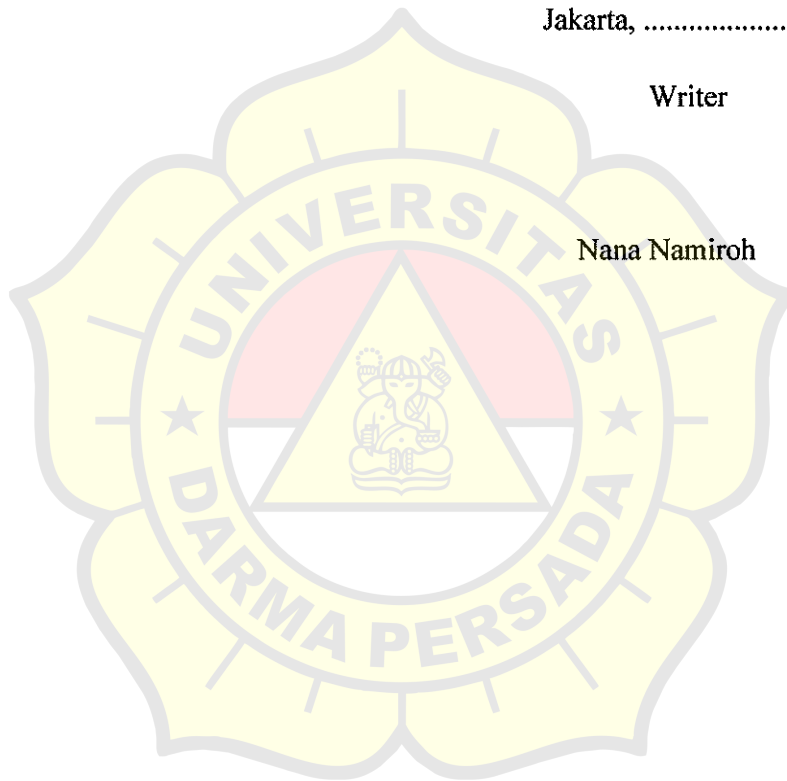 Jakarta, ...................
Writer
Nana Namiroh
UNIVERSITAS
DARMA PERSADA